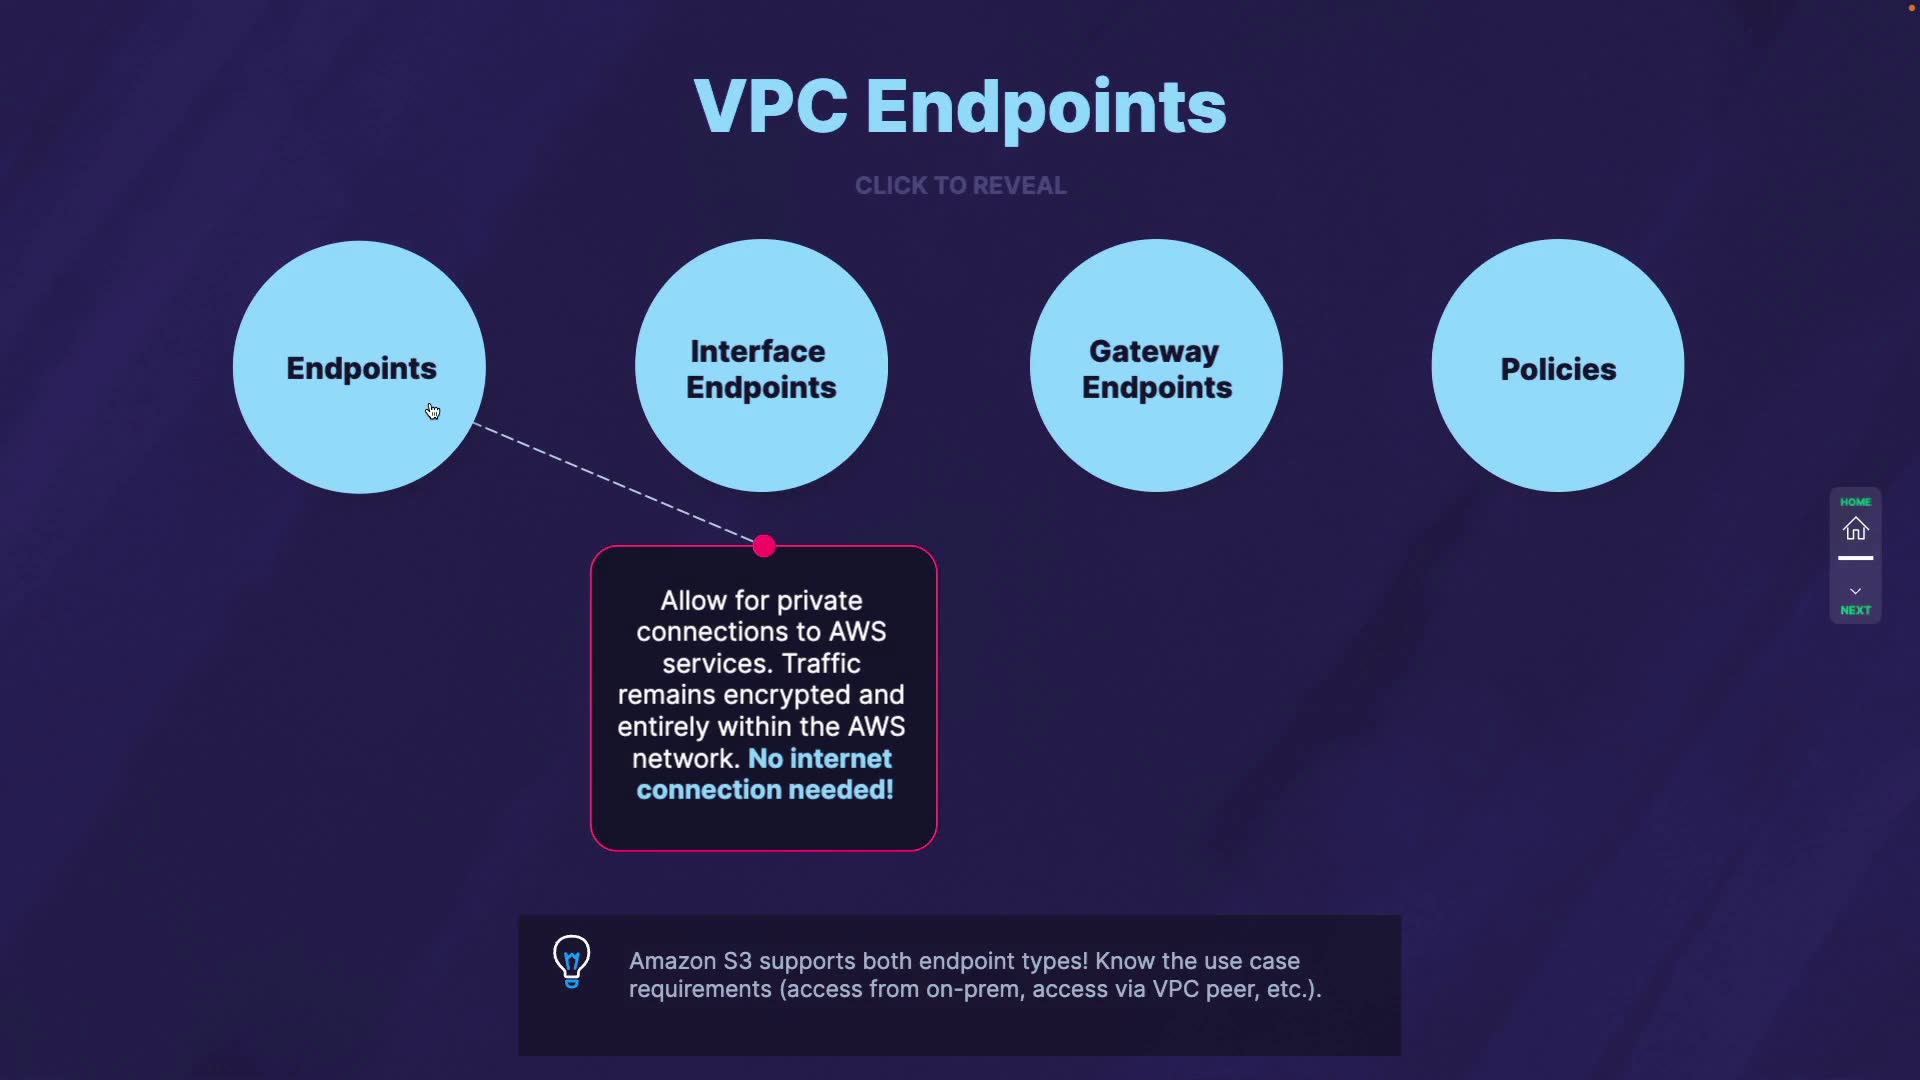 VPC Endpoints
CLICK TO REVEAL
Endpoints
Interface
Endpoints
Gateway
Endpoints
Policies
HOME
NEXT
Allow for private
connections to AWS
services. Traffic
remains encrypted and
entirely within the AWS
network. No internet
connection needed!
Amazon S3 supports both endpoint types! Know the use case
requirements (access from on-prem, access via VPC peer, etc.).